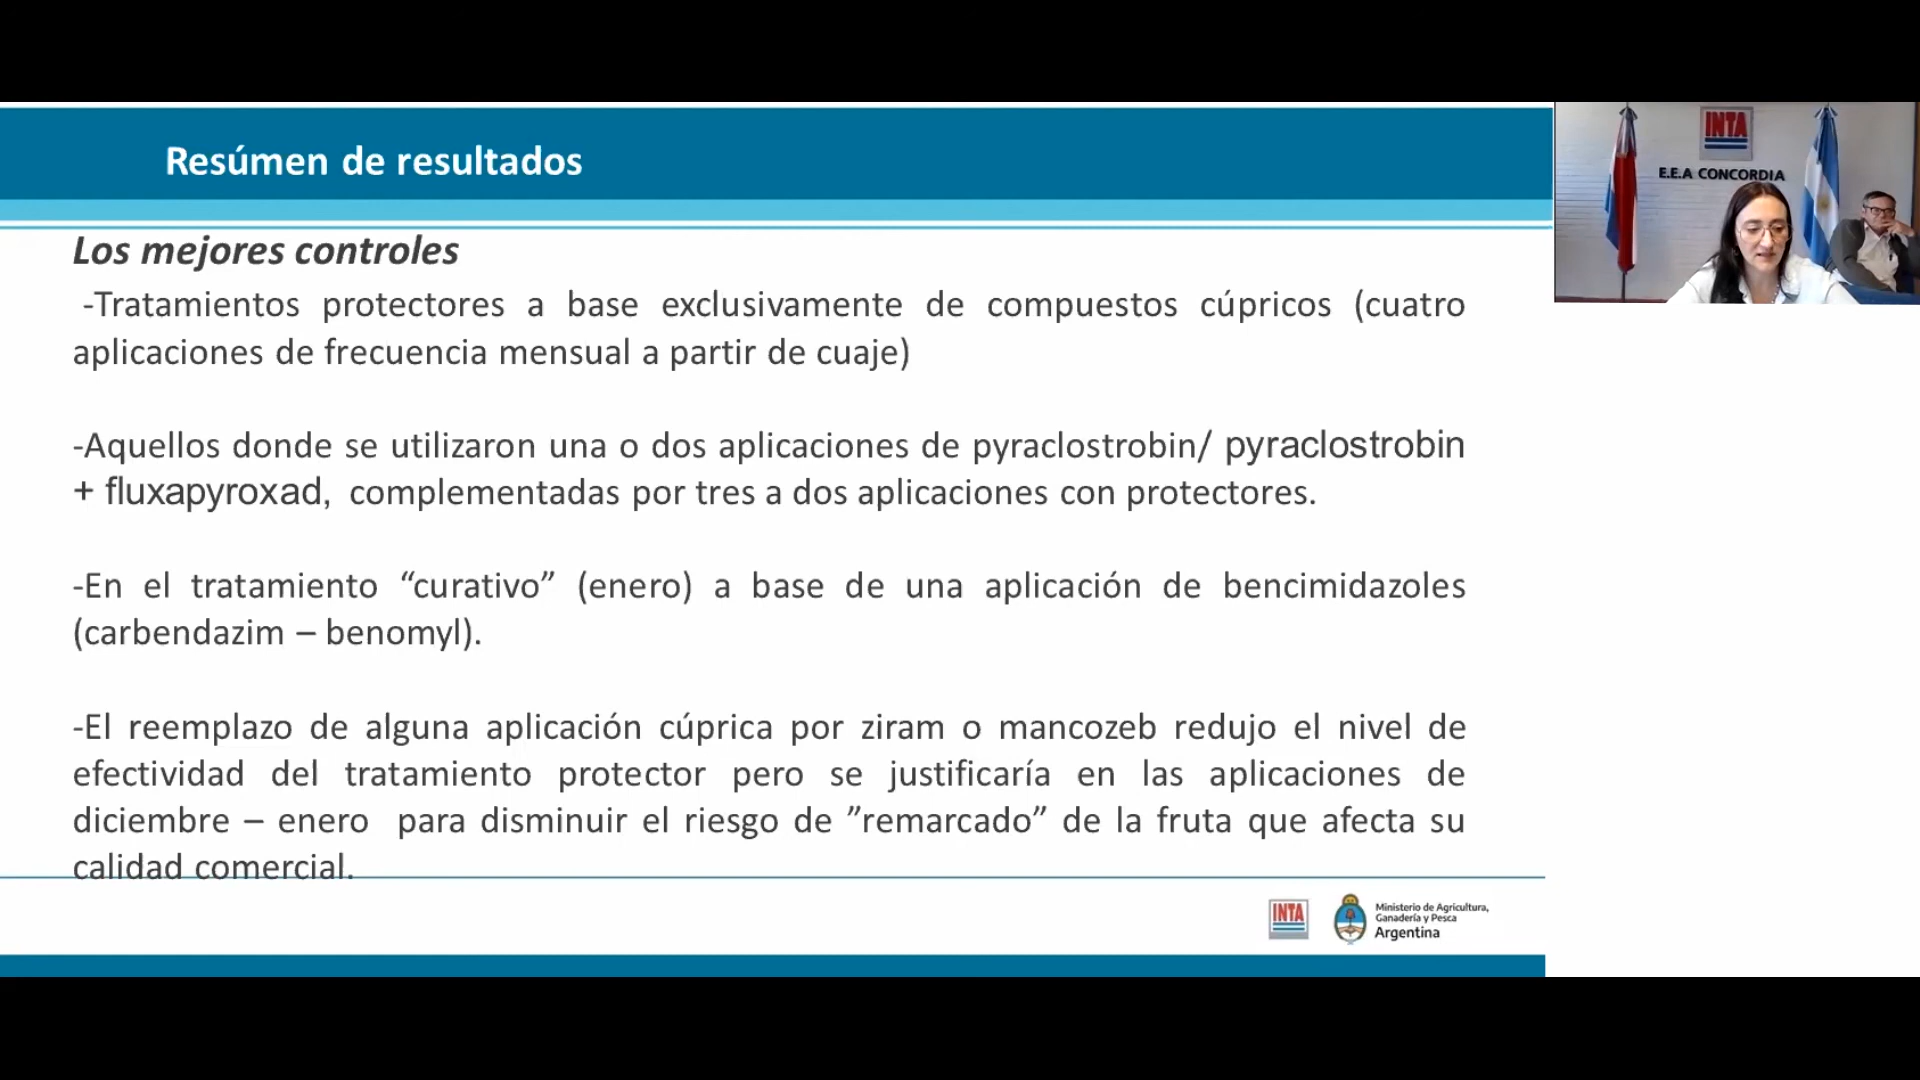 Resúmen de resultados
INTA
E.E.A CONCORDIA
Los mejores controles
-Tratamientos protectores a base exclusivamente de compuestos cúpricos (cuatro
aplicaciones de frecuencia mensual a partir de cuaje)
-Aquellos donde se utilizaron una o dos aplicaciones de pyraclostrobin/ pyraclostrobin
+ fluxapyroxad, complementadas por tres a dos aplicaciones con protectores.
-En el tratamiento “curativo” (enero) a base de una aplicación de bencimidazoles
(carbendazim – benomyl).
-El reemplazo de alguna aplicación cúprica por ziram o mancozeb redujo el nivel de
efectividad del tratamiento protector pero se justificaría en las aplicaciones de
diciembre – enero para disminuir el riesgo de ”remarcado” de la fruta que afecta su
calidad comercial.
INTA
Ministerio de Agricultura,
Ganadería y Pesca
Argentina